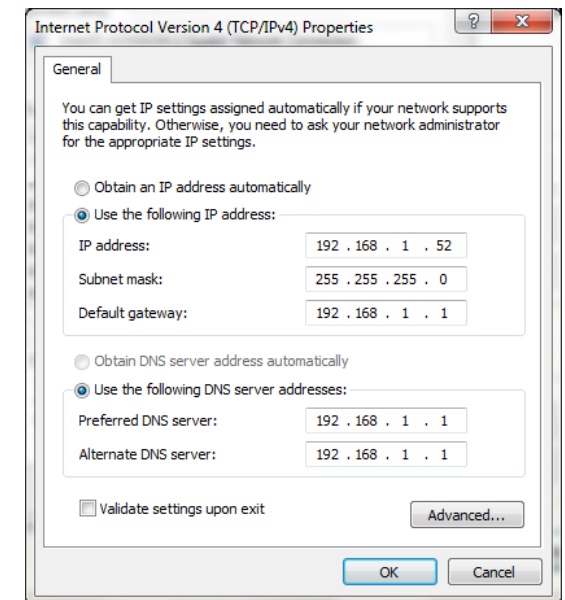 Internet Protocol Version 4 (TCP/IPv4) Properties
General
You can get IP settings assigned automatically if your network supports
this capability. Otherwise, you need to ask your network administrator
for the appropriate IP settings.
Obtain an IP address automatically
Use the following IP address:
IP address: 192 . 168 . 1 . 52
Subnet mask: 255 . 255 . 255 . 0
Default gateway: 192 . 168 . 1 . 1
Obtain DNS server address automatically
Use the following DNS server addresses:
Preferred DNS server: 192 . 168 . 1 . 1
Alternate DNS server: 192 . 168 . 1 . 1
Validate settings upon exit
Advanced...
OK Cancel